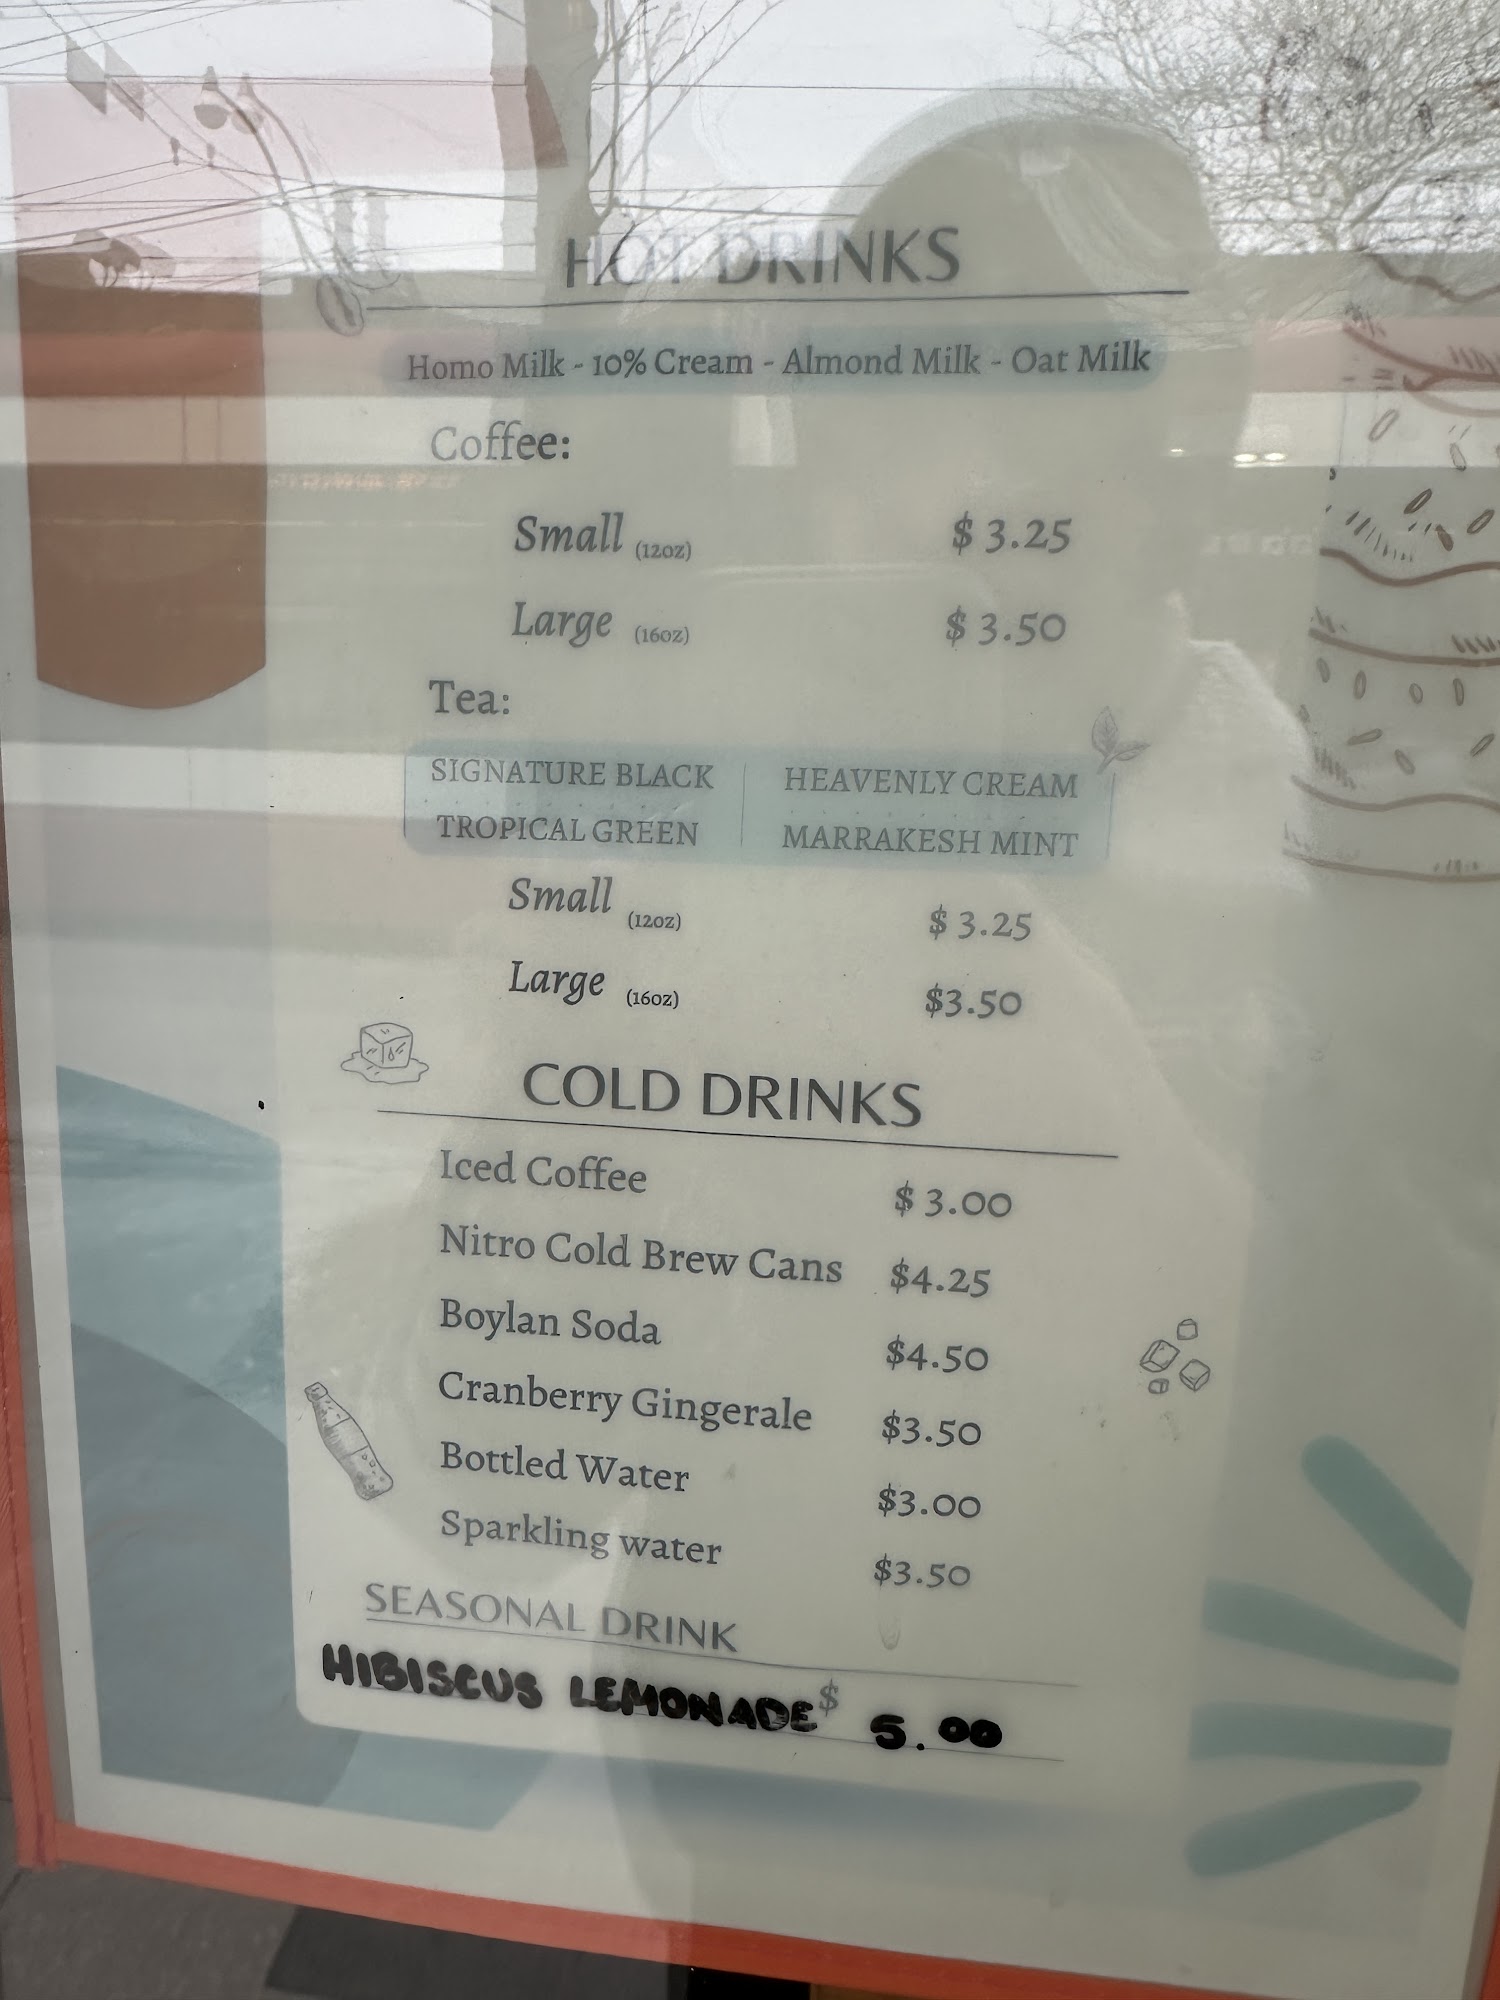 HOT DRINKS
Homo Milk - 10% Cream - Almond Milk - Oat Milk
Coffee:
Small (12oz) $ 3.25
Large (16oz) $ 3.50
Tea:
SIGNATURE BLACK HEAVENLY CREAM
TROPICAL GREEN MARRAKESH MINT
Small (12oz) $ 3.25
Large (16oz) $3.50
COLD DRINKS
Iced Coffee $ 3.00
Nitro Cold Brew Cans $4.25
Boylan Soda $4.50
Cranberry Gingerale $3.50
Bottled Water $3.00
Sparkling water $3.50
SEASONAL DRINK
HIBISCUS LEMONADE $ 5.00